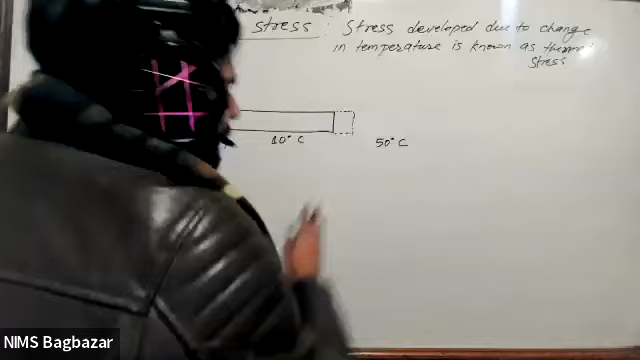 stress : Stress developed due to change
in temperature is known as thermal
stress
10° C
50° C
NIMS Bagbazar